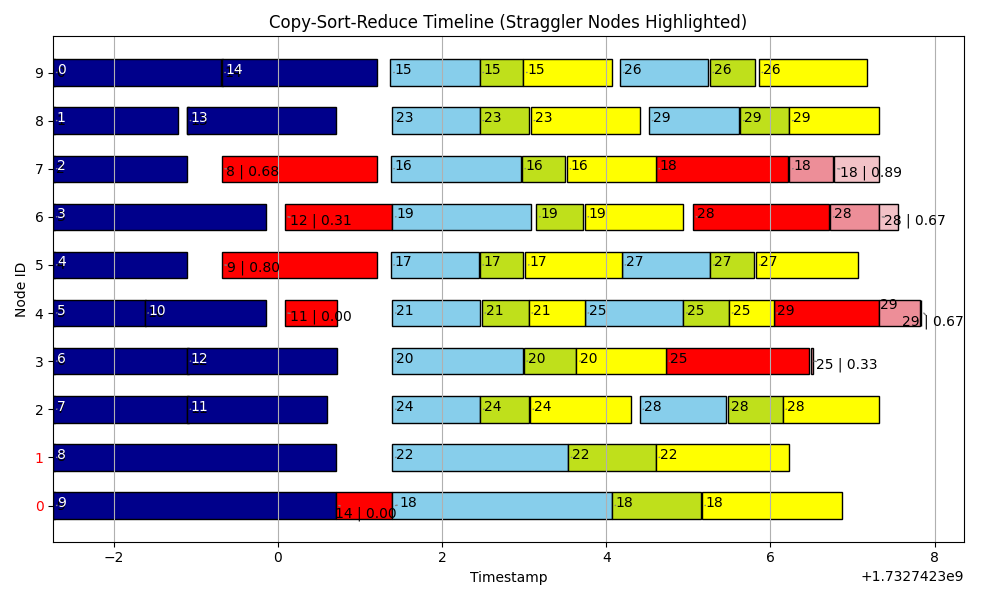 Copy-Sort-Reduce Timeline (Straggler Nodes Highlighted)
Node ID
9 0 14 15 15 15 26 26 26
8 1 13 23 23 23 29 29 29
7 2 8 | 0.68 16 16 16 18 18 18 | 0.89
6 3 12 | 0.31 19 19 19 28 28 28 | 0.67
5 4 9 | 0.80 17 17 17 27 27 27
4 5 10 11 | 0.00 21 21 21 25 25 25 29 29 29 | 0.67
3 6 12 20 20 20 25 25 | 0.33
2 7 11 24 24 24 28 28 28
1 8 22 22 22
0 9 14 | 0.00 18 18 18
−2 0 2 4 6 8
+1.7327423e9
Timestamp